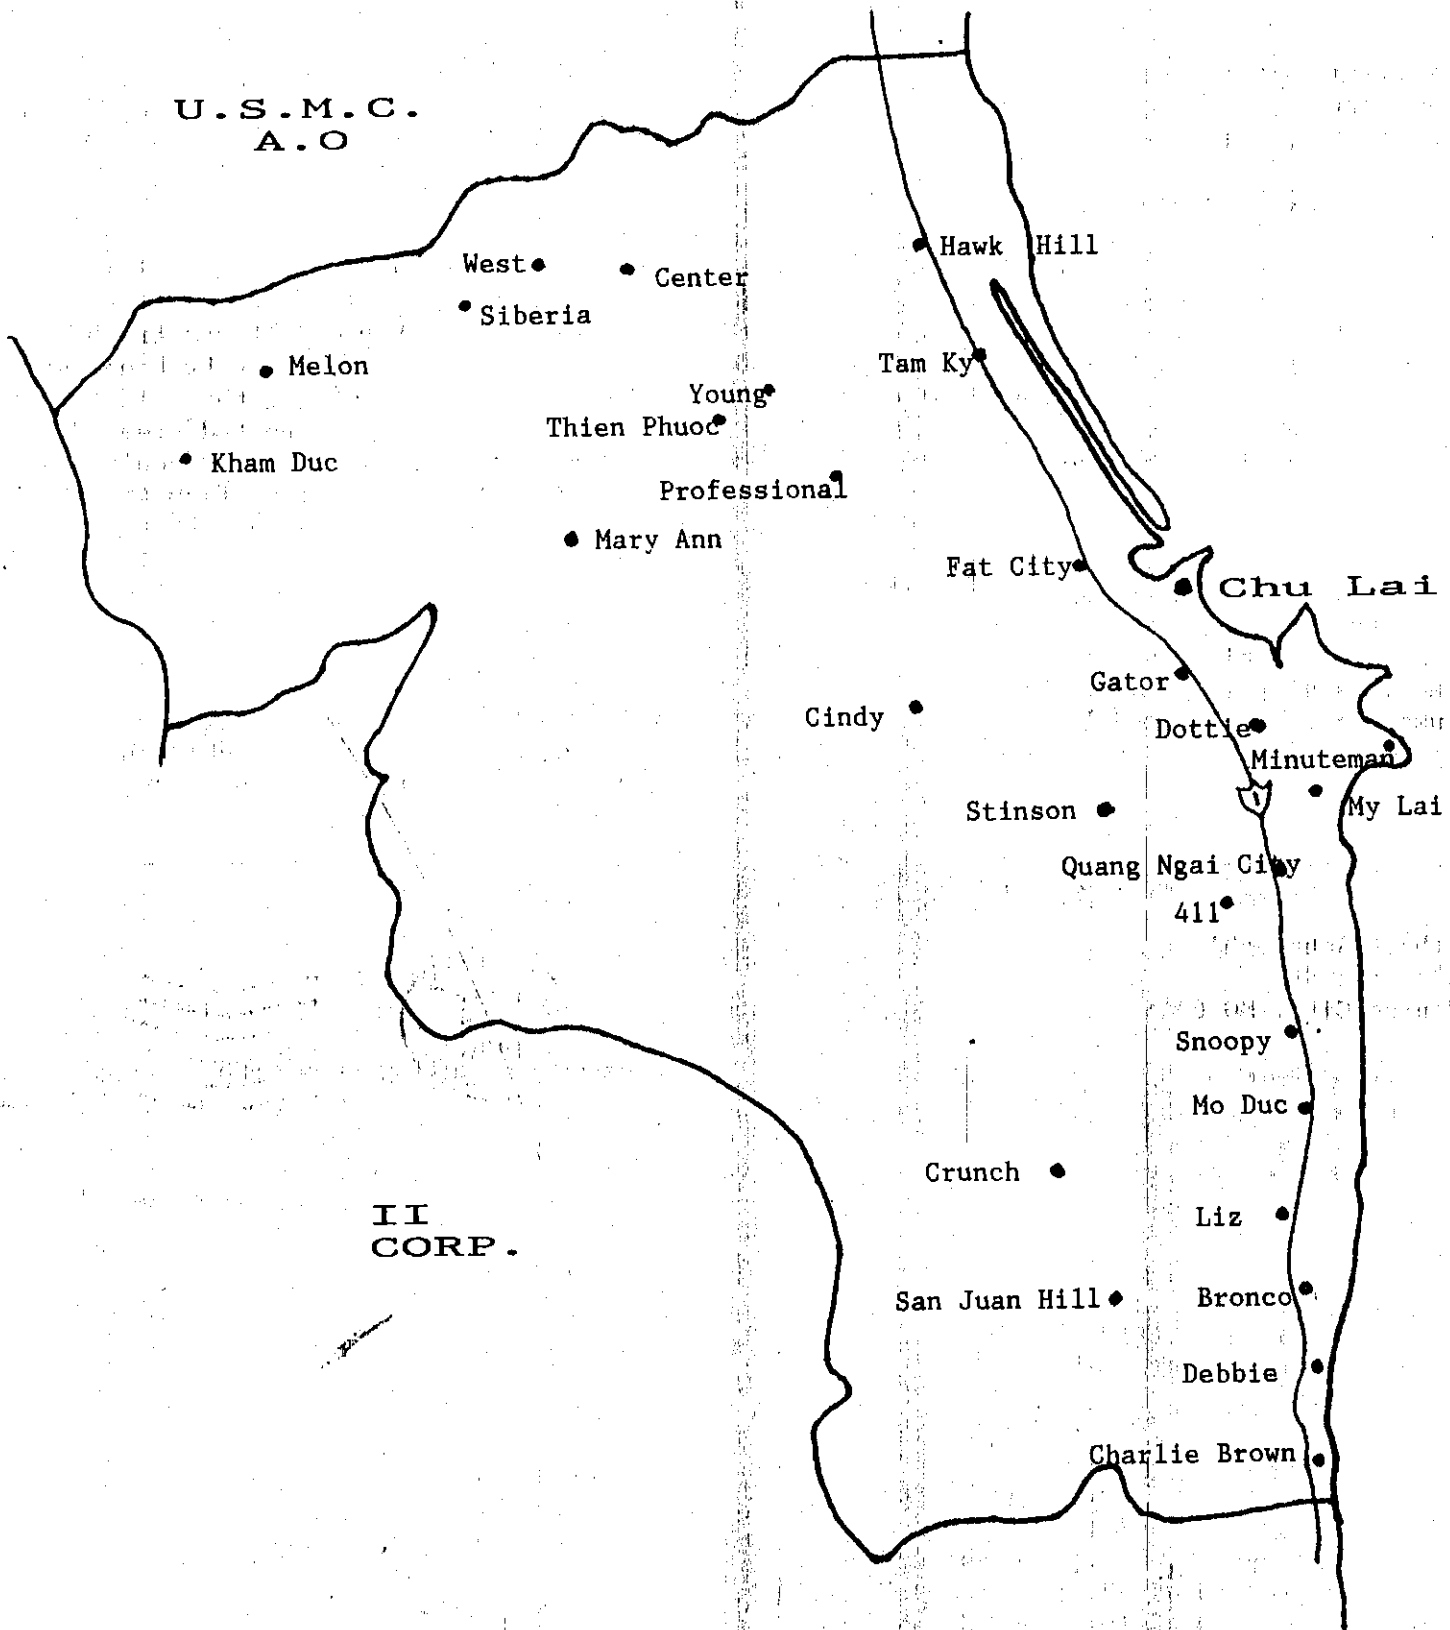 U.S.M.C.
A.O
Hawk Hill
West
Center
Siberia
Tam Ky
Melon
Young
Thien Phuoc
Kham Duc
Professional
Mary Ann
Fat City
Chu Lai
Gator
Cindy
Dottie
Minuteman
1
My Lai
Stinson
Quang Ngai City
411
Snoopy
Mo Duc
Crunch
II
CORP.
Liz
San Juan Hill
Bronco
Debbie
Charlie Brown